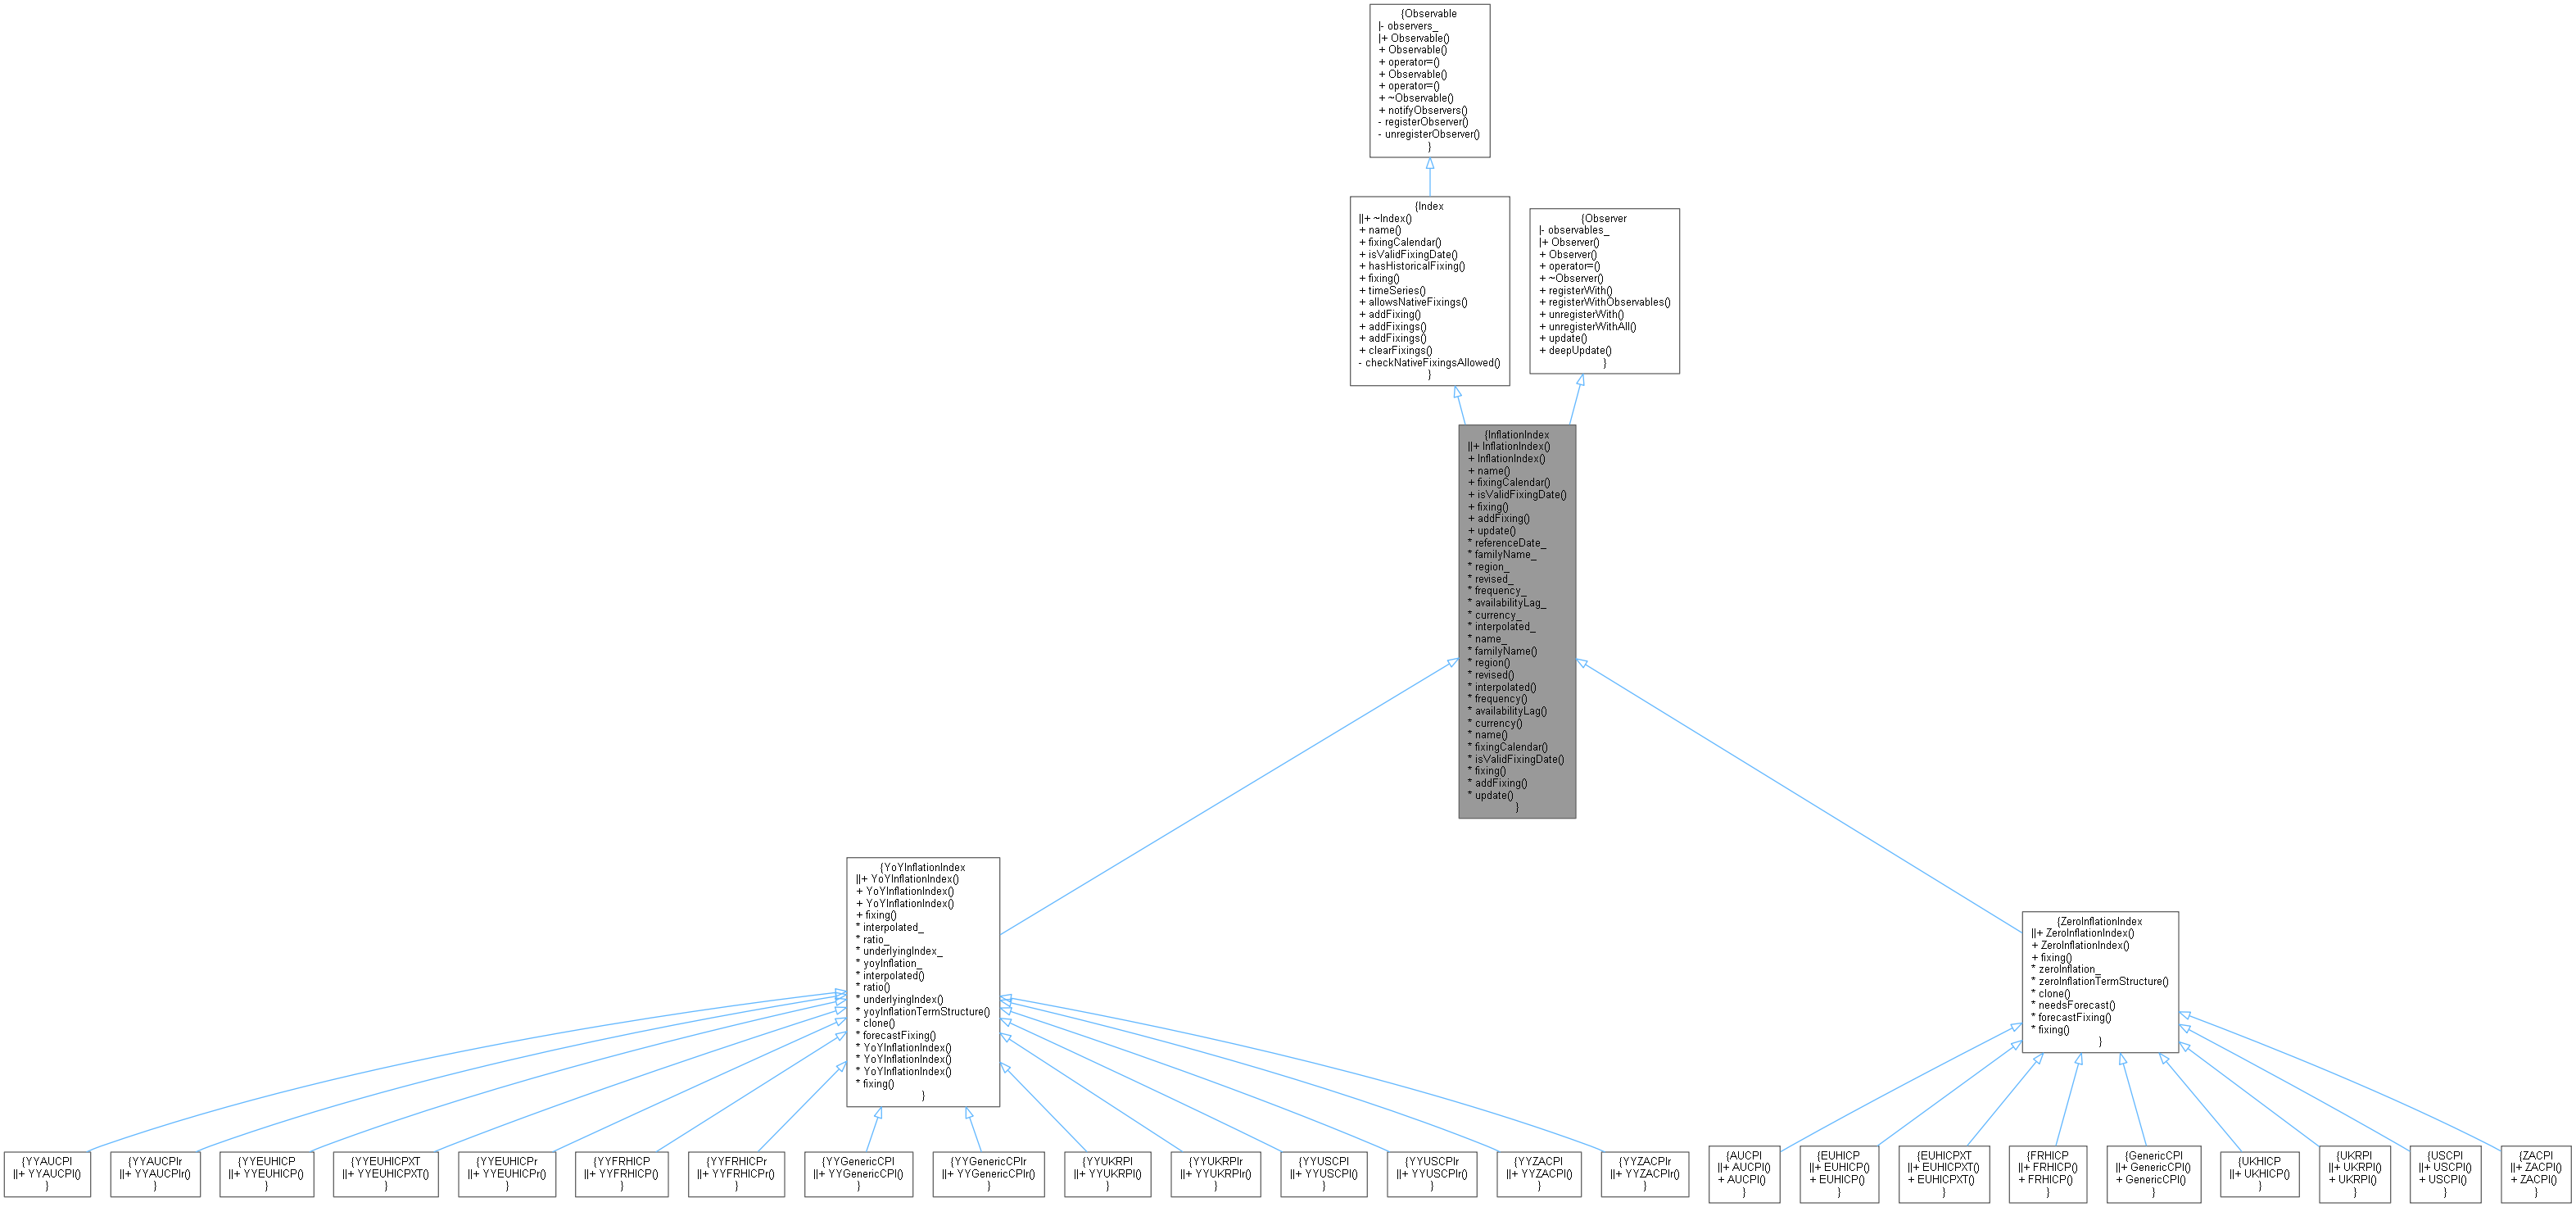 {Observable
|- observers_
|+ Observable()
+ Observable()
+ operator=()
+ Observable()
+ operator=()
+ ~Observable()
+ notifyObservers()
- registerObserver()
- unregisterObserver()
}
{Index
||+ ~Index()
+ name()
+ fixingCalendar()
+ isValidFixingDate()
+ hasHistoricalFixing()
+ fixing()
+ timeSeries()
+ allowsNativeFixings()
+ addFixing()
+ addFixings()
+ addFixings()
+ clearFixings()
- checkNativeFixingsAllowed()
}
{Observer
|- observables_
|+ Observer()
+ Observer()
+ operator=()
+ ~Observer()
+ registerWith()
+ registerWithObservables()
+ unregisterWith()
+ unregisterWithAll()
+ update()
+ deepUpdate()
}
{InflationIndex
||+ InflationIndex()
+ InflationIndex()
+ name()
+ fixingCalendar()
+ isValidFixingDate()
+ fixing()
+ addFixing()
+ update()
* referenceDate_
* familyName_
* region_
* revised_
* frequency_
* availabilityLag_
* currency_
* interpolated_
* name_
* familyName()
* region()
* revised()
* interpolated()
* frequency()
* availabilityLag()
* currency()
* name()
* fixingCalendar()
* isValidFixingDate()
* fixing()
* addFixing()
* update()
}
{YoYInflationIndex
||+ YoYInflationIndex()
+ YoYInflationIndex()
+ YoYInflationIndex()
+ fixing()
* interpolated_
* ratio_
* underlyingIndex_
* yoyInflation_
* interpolated()
* ratio()
* underlyingIndex()
* yoyInflationTermStructure()
* clone()
* forecastFixing()
* YoYInflationIndex()
* YoYInflationIndex()
* YoYInflationIndex()
* fixing()
}
{ZeroInflationIndex
||+ ZeroInflationIndex()
+ ZeroInflationIndex()
+ fixing()
* zeroInflation_
* zeroInflationTermStructure()
* clone()
* needsForecast()
* forecastFixing()
* fixing()
}
{YYAUCPI
||+ YYAUCPI()
}
{YYAUCPIr
||+ YYAUCPIr()
}
{YYEUHICP
||+ YYEUHICP()
}
{YYEUHICPXT
||+ YYEUHICPXT()
}
{YYEUHICPr
||+ YYEUHICPr()
}
{YYFRHICP
||+ YYFRHICP()
}
{YYFRHICPr
||+ YYFRHICPr()
}
{YYGenericCPI
||+ YYGenericCPI()
}
{YYGenericCPIr
||+ YYGenericCPIr()
}
{YYUKRPI
||+ YYUKRPI()
}
{YYUKRPIr
||+ YYUKRPIr()
}
{YYUSCPI
||+ YYUSCPI()
}
{YYUSCPIr
||+ YYUSCPIr()
}
{YYZACPI
||+ YYZACPI()
}
{YYZACPIr
||+ YYZACPIr()
}
{AUCPI
||+ AUCPI()
+ AUCPI()
}
{EUHICP
||+ EUHICP()
+ EUHICP()
}
{EUHICPXT
||+ EUHICPXT()
+ EUHICPXT()
}
{FRHICP
||+ FRHICP()
+ FRHICP()
}
{GenericCPI
||+ GenericCPI()
+ GenericCPI()
}
{UKHICP
||+ UKHICP()
}
{UKRPI
||+ UKRPI()
+ UKRPI()
}
{USCPI
||+ USCPI()
+ USCPI()
}
{ZACPI
||+ ZACPI()
+ ZACPI()
}